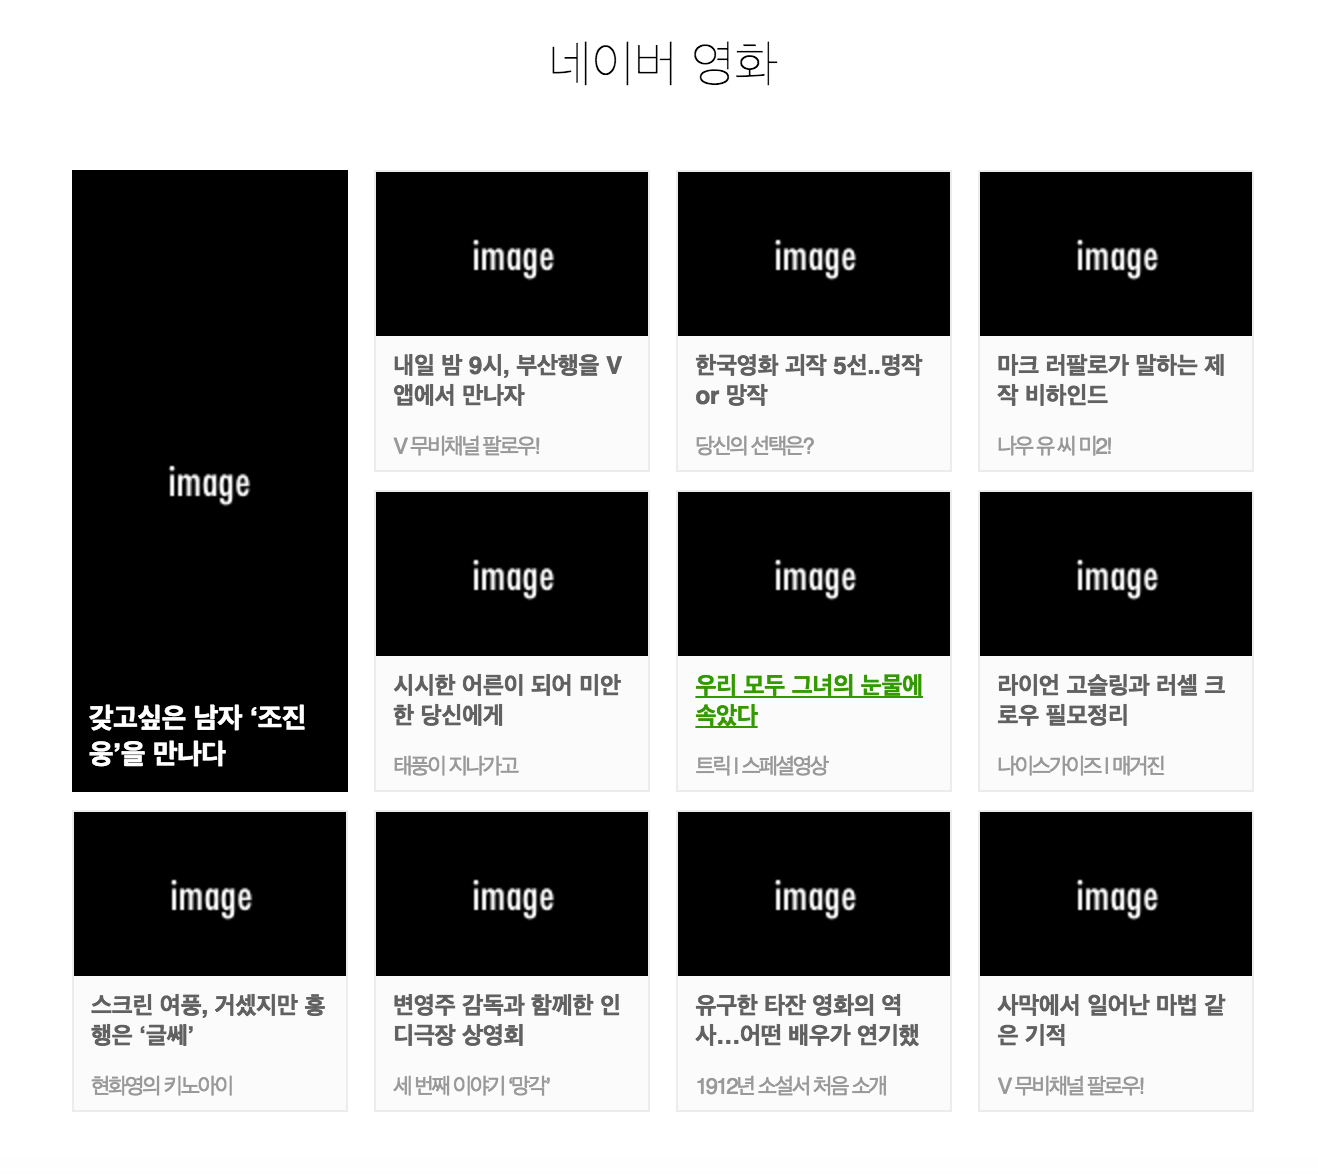 네이버 영화
image
갖고싶은 남자 ‘조진
웅’을 만나다
image
내일 밤 9시, 부산행을 V
앱에서 만나자
V 무비채널 팔로우!
image
한국영화 괴작 5선..명작
or 망작
당신의 선택은?
image
마크 러팔로가 말하는 제
작 비하인드
나우 유 씨 미2!
image
시시한 어른이 되어 미안
한 당신에게
태풍이 지나가고
image
우리 모두 그녀의 눈물에
속았다
트릭 | 스페셜영상
image
라이언 고슬링과 러셀 크
로우 필모정리
나이스가이즈 | 매거진
image
스크린 여풍, 거셌지만 흥
행은 ‘글쎄’
현화영의 키노아이
image
변영주 감독과 함께한 인
디극장 상영회
세 번째 이야기 '망각'
image
유구한 타잔 영화의 역
사…어떤 배우가 연기했
1912년 소설서 처음 소개
image
사막에서 일어난 마법 같
은 기적
V 무비채널 팔로우!